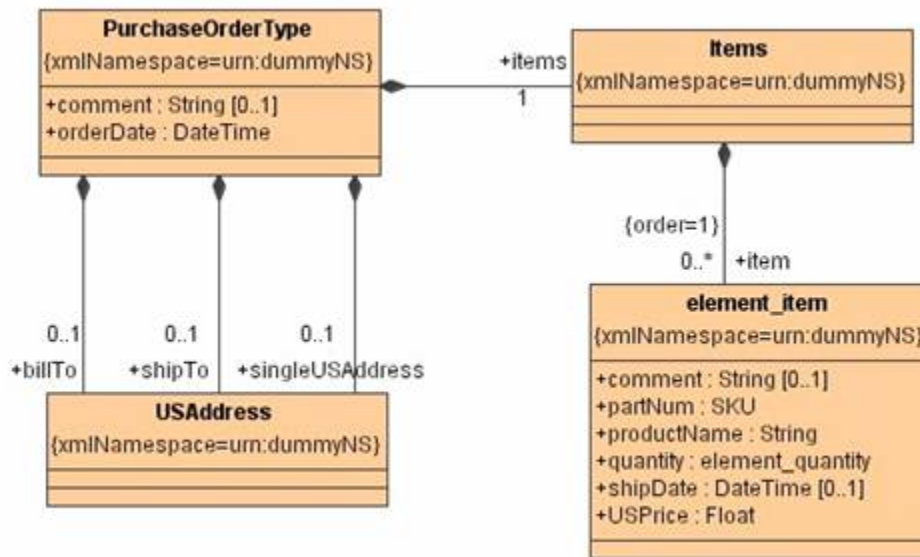 PurchaseOrderType
{xmlNamespace=urn:dummyNS}
+comment : String [0..1]
+orderDate : DateTime
+items
1
Items
{xmlNamespace=urn:dummyNS}
{order=1}
0..* +item
0..1 0..1 0..1
+billTo +shipTo +singleUSAddress
USAddress
{xmlNamespace=urn:dummyNS}
element_item
{xmlNamespace=urn:dummyNS}
+comment : String [0..1]
+partNum : SKU
+productName : String
+quantity : element_quantity
+shipDate : DateTime [0..1]
+USPrice : Float